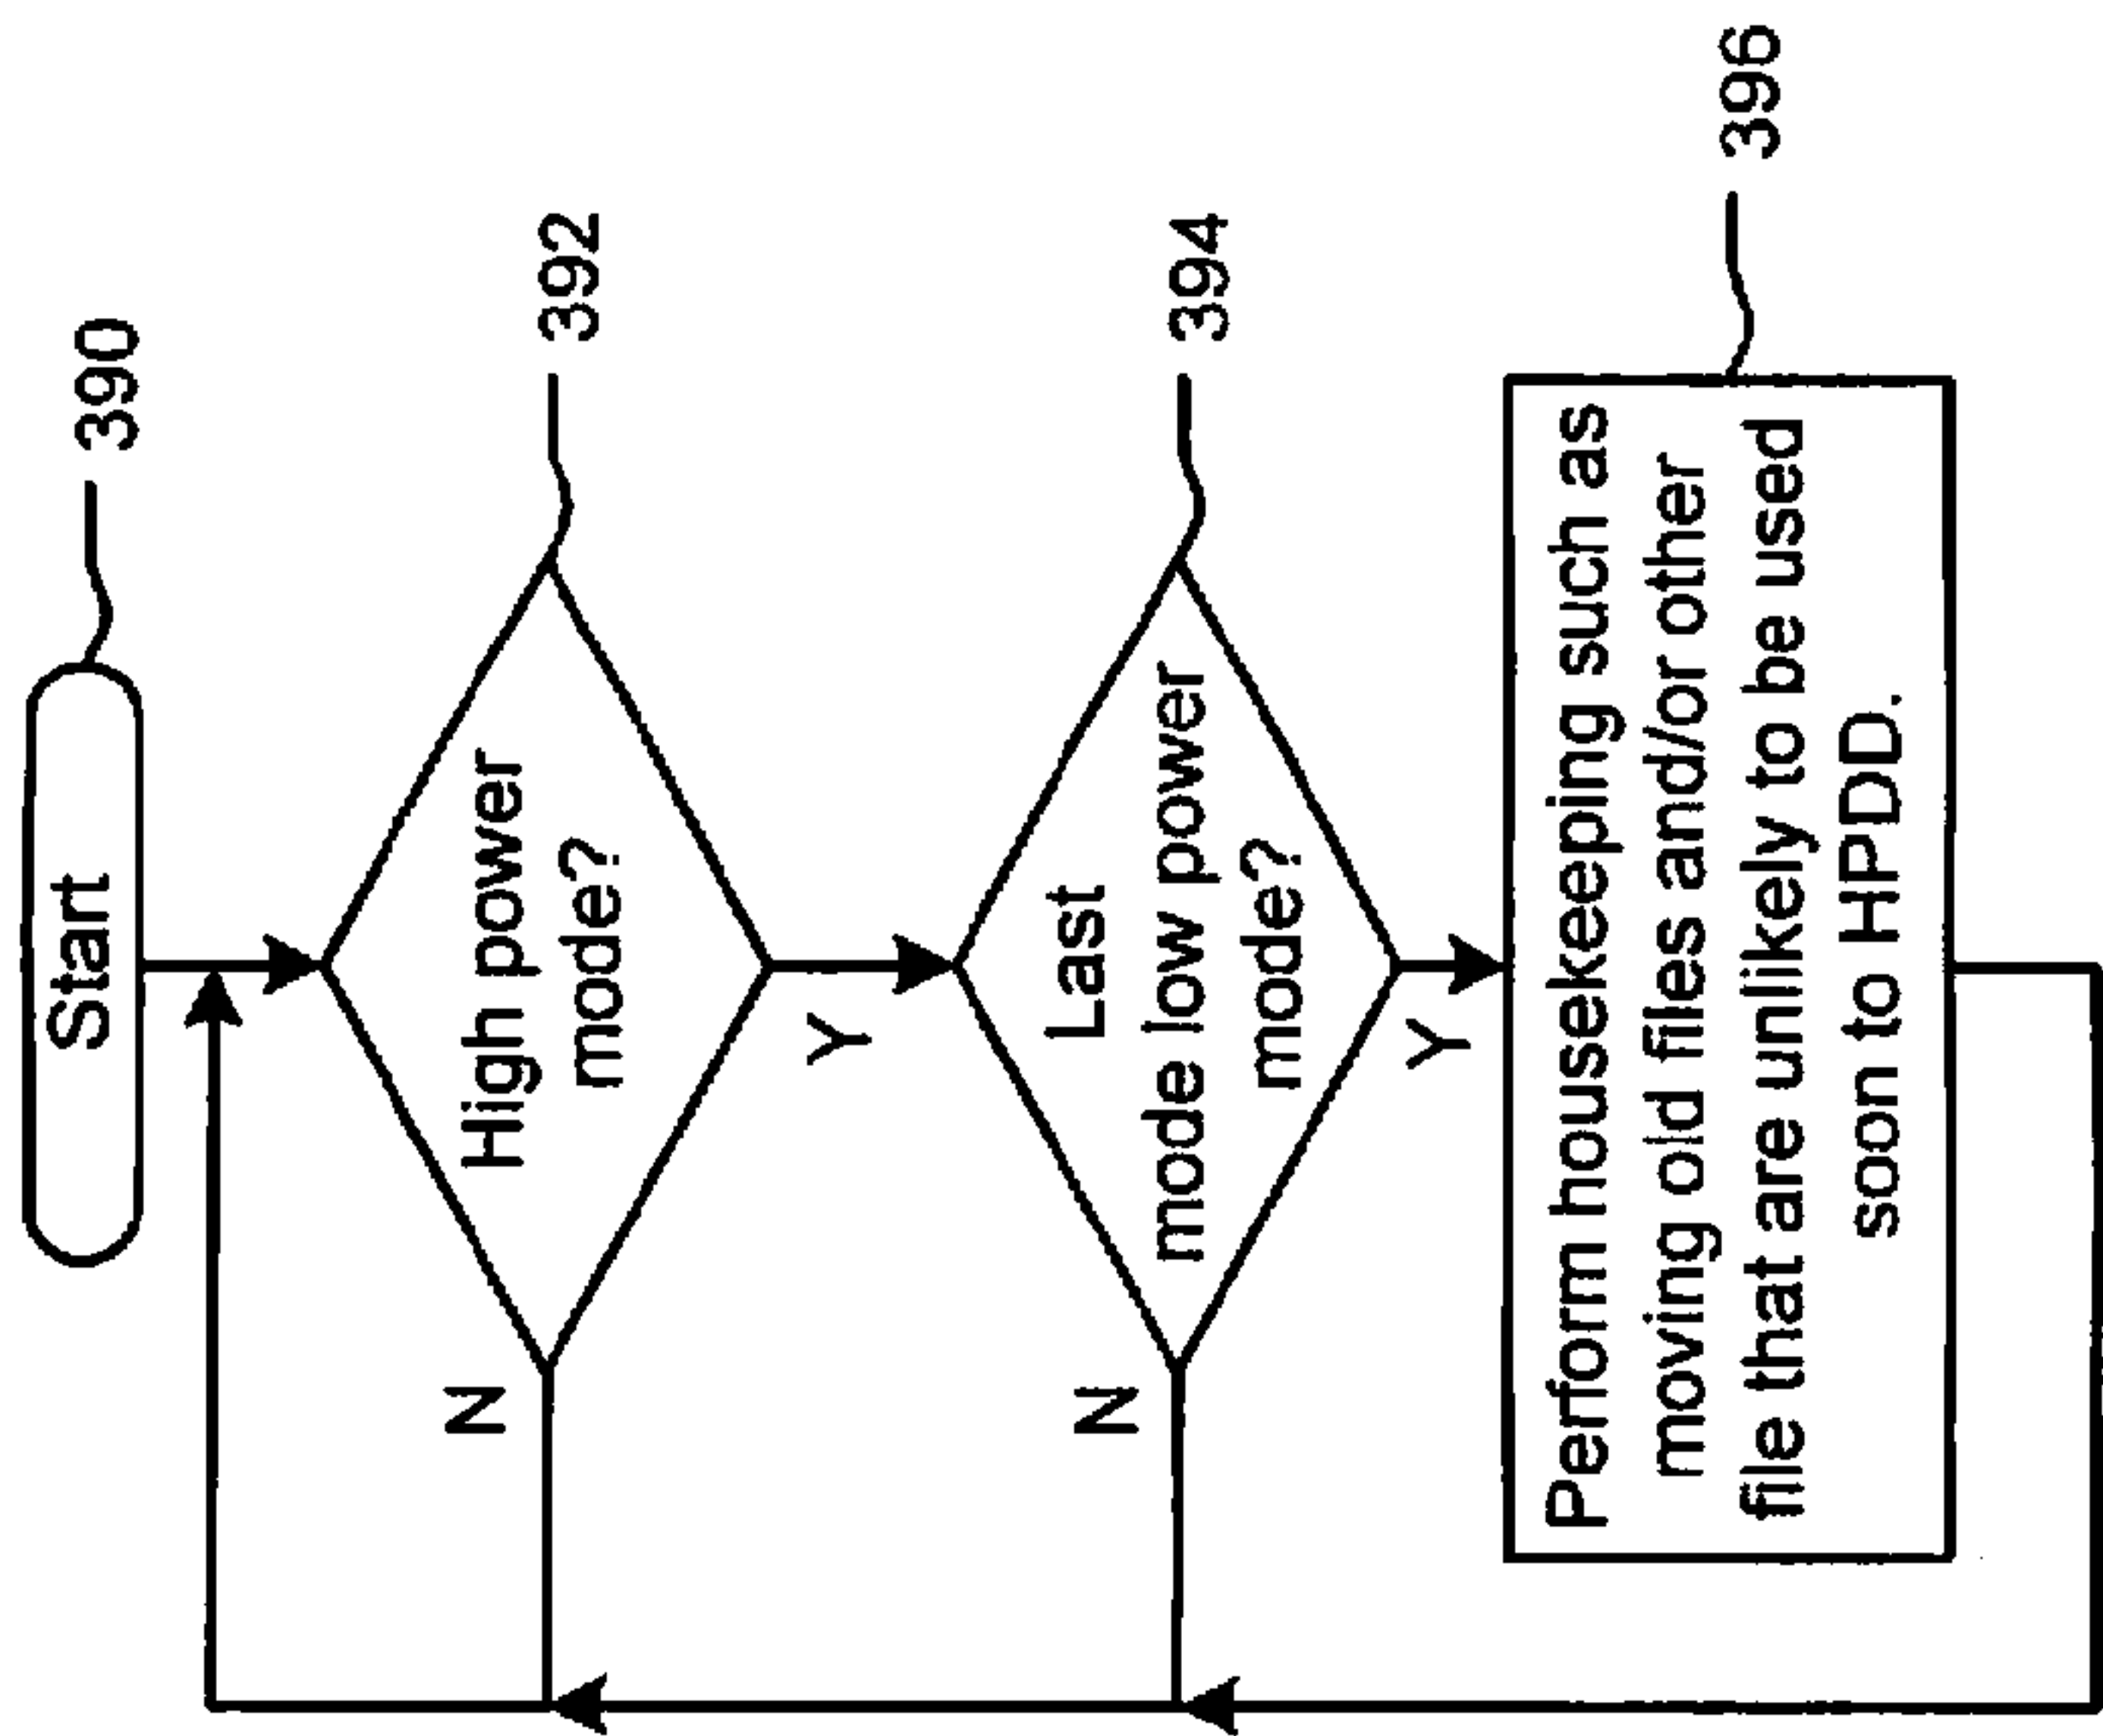 Start
390
High power
mode?
392
N
Y
Last
mode low power
mode?
394
N
Y
Perform housekeeping such as
moving old files and/or other
file that are unlikely to be used
soon to HPDD.
396